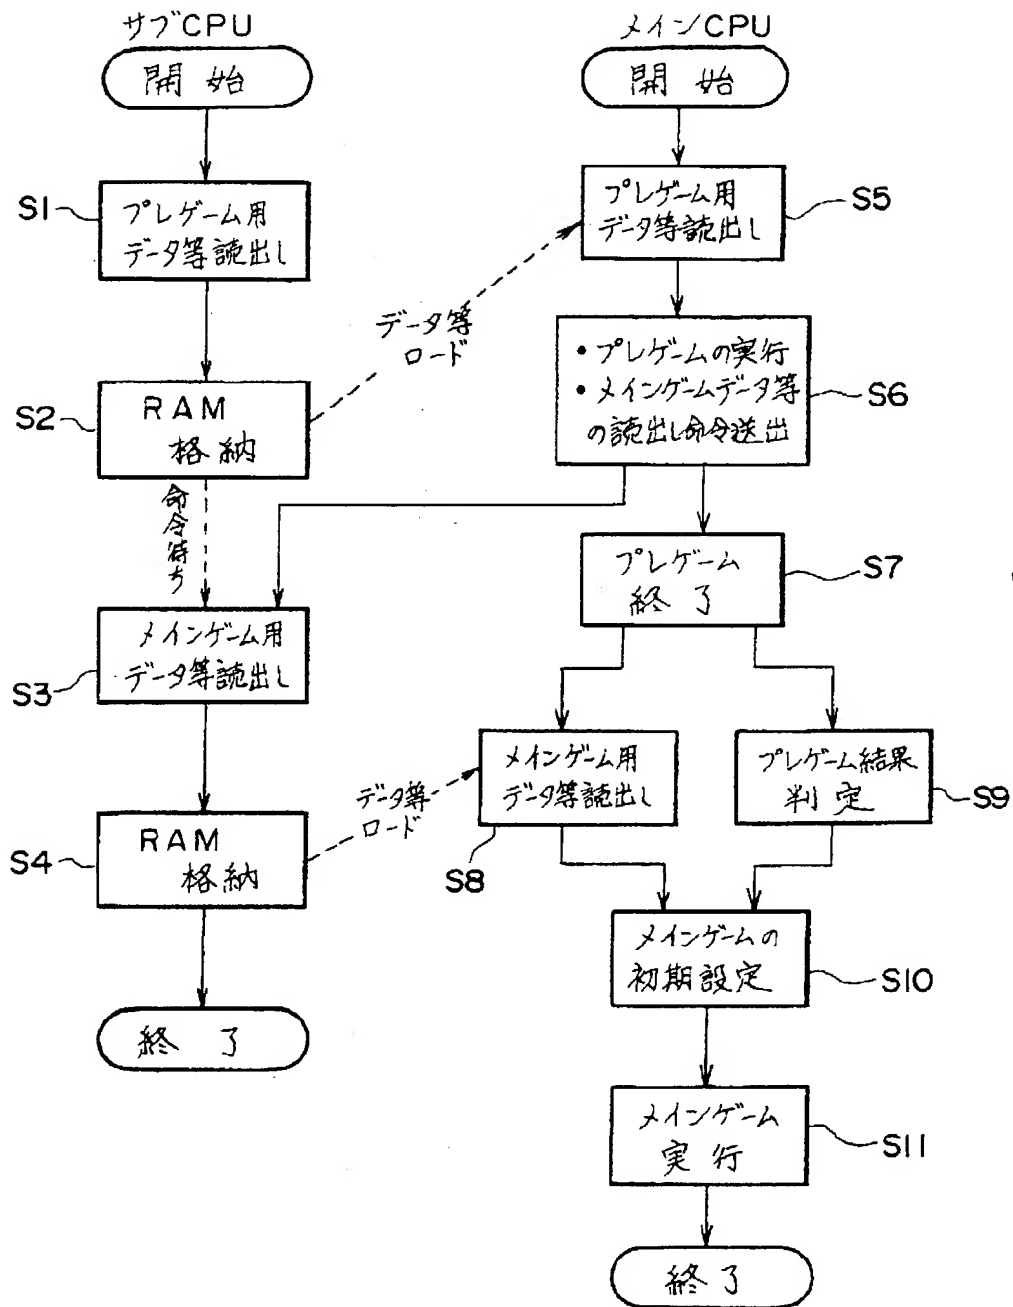 サブCPU
開始
S1
プレゲーム用
データ等読出し
S2
RAM
格納
命令待ち
データ等
ロード
S3
メインゲーム用
データ等読出し
S4
RAM
格納
データ等
ロード
終了
メインCPU
開始
S5
プレゲーム用
データ等読出し
S6
・プレゲームの実行
・メインゲームデータ等
の読出し命令送出
S7
プレゲーム
終了
S8
メインゲーム用
データ等読出し
S9
プレゲーム結果
判定
S10
メインゲームの
初期設定
S11
メインゲーム
実行
終了